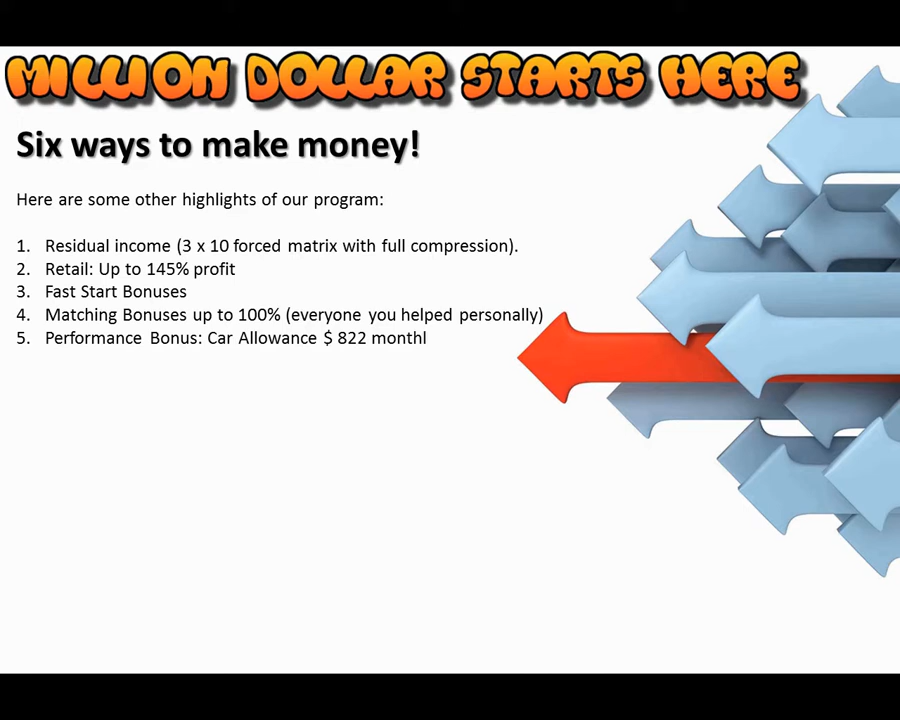 MILLION DOLLAR STARTS HERE
Six ways to make money!
Here are some other highlights of our program:
1. Residual income (3 x 10 forced matrix with full compression).
2. Retail: Up to 145% profit
3. Fast Start Bonuses
4. Matching Bonuses up to 100% (everyone you helped personally)
5. Performance Bonus: Car Allowance $ 822 monthl